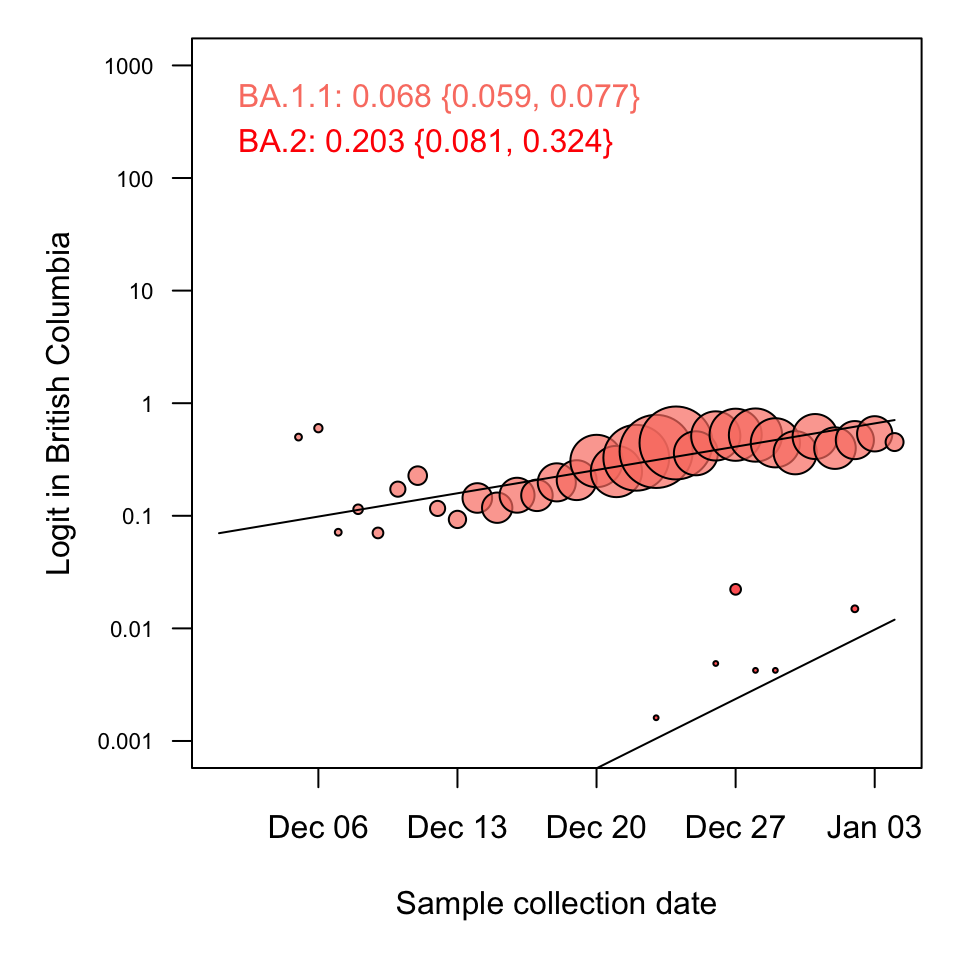 BA.1.1: 0.068 {0.059, 0.077}
BA.2: 0.203 {0.081, 0.324}
Logit in British Columbia
1000
100
10
1
0.1
0.01
0.001
Dec 06 Dec 13 Dec 20 Dec 27 Jan 03
Sample collection date